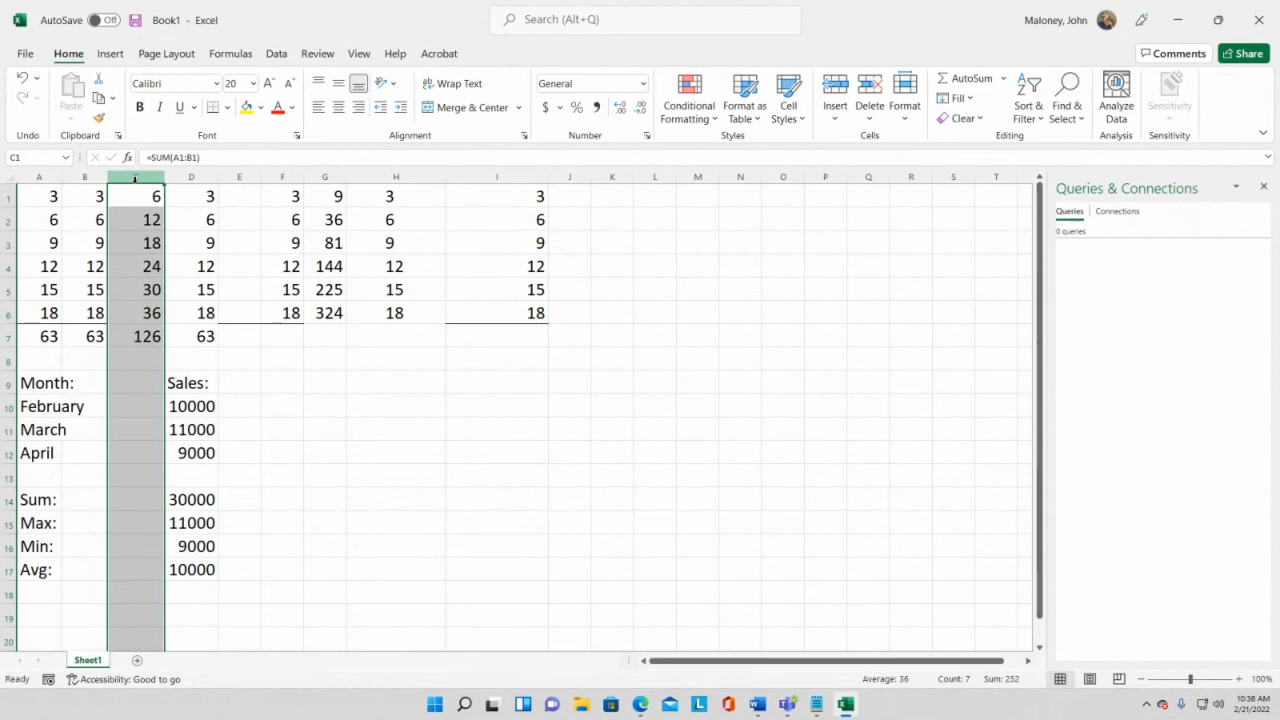 AutoSave Off Book1 - Excel Search (Alt+Q) Maloney, John
File Home Insert Page Layout Formulas Data Review View Help Acrobat Comments Share
Calibri 20 Wrap Text General AutoSum
Paste B I U Merge & Center $ % Conditional Formatting Format as Table Cell Styles Insert Delete Format Fill Sort & Filter Find & Select Analyze Data Sensitivity
Clear
Undo Clipboard Font Alignment Number Styles Cells Editing Analysis Sensitivity
C1 fx =SUM(A1:B1)
A B C D E F G H I J K L M N O P Q R S T
1 3 3 6 3 3 9 3 3
2 6 6 12 6 6 36 6 6
3 9 9 18 9 9 81 9 9
4 12 12 24 12 12 144 12 12
5 15 15 30 15 15 225 15 15
6 18 18 36 18 18 324 18 18
7 63 63 126 63
8
9 Month: Sales:
10 February 10000
11 March 11000
12 April 9000
13
14 Sum: 30000
15 Max: 11000
16 Min: 9000
17 Avg: 10000
18
19
20
Queries & Connections
Queries Connections
0 queries
Sheet1
Ready Accessibility: Good to go Average: 36 Count: 7 Sum: 252 100%
10:38 AM
2/21/2022